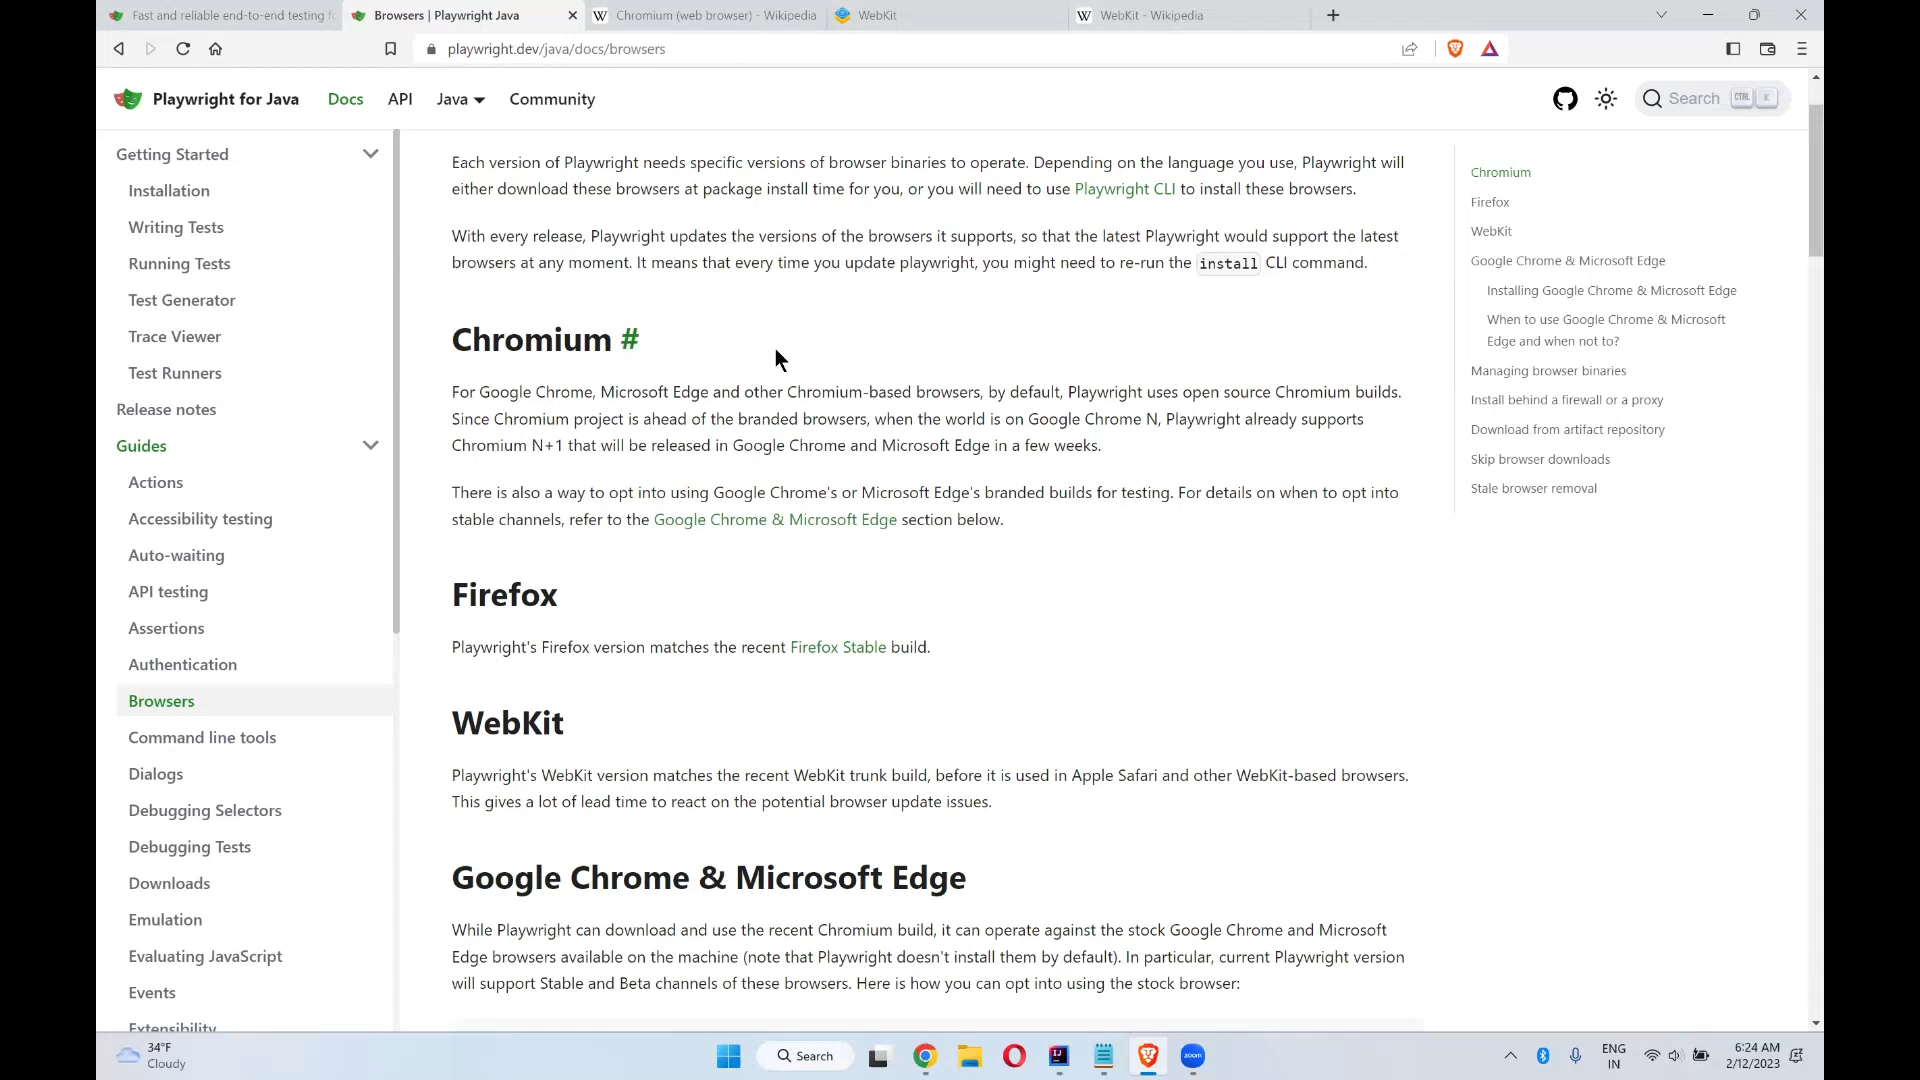 Fast and reliable end-to-end testing fo
Browsers | Playwright Java
Chromium (web browser) - Wikipedia
WebKit
WebKit - Wikipedia
playwright.dev/java/docs/browsers
Playwright for Java
Docs
API
Java
Community
Search
CTRL
K
Getting Started
Installation
Writing Tests
Running Tests
Test Generator
Trace Viewer
Test Runners
Release notes
Guides
Actions
Accessibility testing
Auto-waiting
API testing
Assertions
Authentication
Browsers
Command line tools
Dialogs
Debugging Selectors
Debugging Tests
Downloads
Emulation
Evaluating JavaScript
Events
Extensibility
Each version of Playwright needs specific versions of browser binaries to operate. Depending on the language you use, Playwright will
either download these browsers at package install time for you, or you will need to use Playwright CLI to install these browsers.
With every release, Playwright updates the versions of the browsers it supports, so that the latest Playwright would support the latest
browsers at any moment. It means that every time you update playwright, you might need to re-run the install CLI command.
Chromium #
For Google Chrome, Microsoft Edge and other Chromium-based browsers, by default, Playwright uses open source Chromium builds.
Since Chromium project is ahead of the branded browsers, when the world is on Google Chrome N, Playwright already supports
Chromium N+1 that will be released in Google Chrome and Microsoft Edge in a few weeks.
There is also a way to opt into using Google Chrome's or Microsoft Edge's branded builds for testing. For details on when to opt into
stable channels, refer to the Google Chrome & Microsoft Edge section below.
Firefox
Playwright's Firefox version matches the recent Firefox Stable build.
WebKit
Playwright's WebKit version matches the recent WebKit trunk build, before it is used in Apple Safari and other WebKit-based browsers.
This gives a lot of lead time to react on the potential browser update issues.
Google Chrome & Microsoft Edge
While Playwright can download and use the recent Chromium build, it can operate against the stock Google Chrome and Microsoft
Edge browsers available on the machine (note that Playwright doesn't install them by default). In particular, current Playwright version
will support Stable and Beta channels of these browsers. Here is how you can opt into using the stock browser:
Chromium
Firefox
WebKit
Google Chrome & Microsoft Edge
Installing Google Chrome & Microsoft Edge
When to use Google Chrome & Microsoft
Edge and when not to?
Managing browser binaries
Install behind a firewall or a proxy
Download from artifact repository
Skip browser downloads
Stale browser removal
34°F
Cloudy
Search
zoom
ENG
IN
6:24 AM
2/12/2023